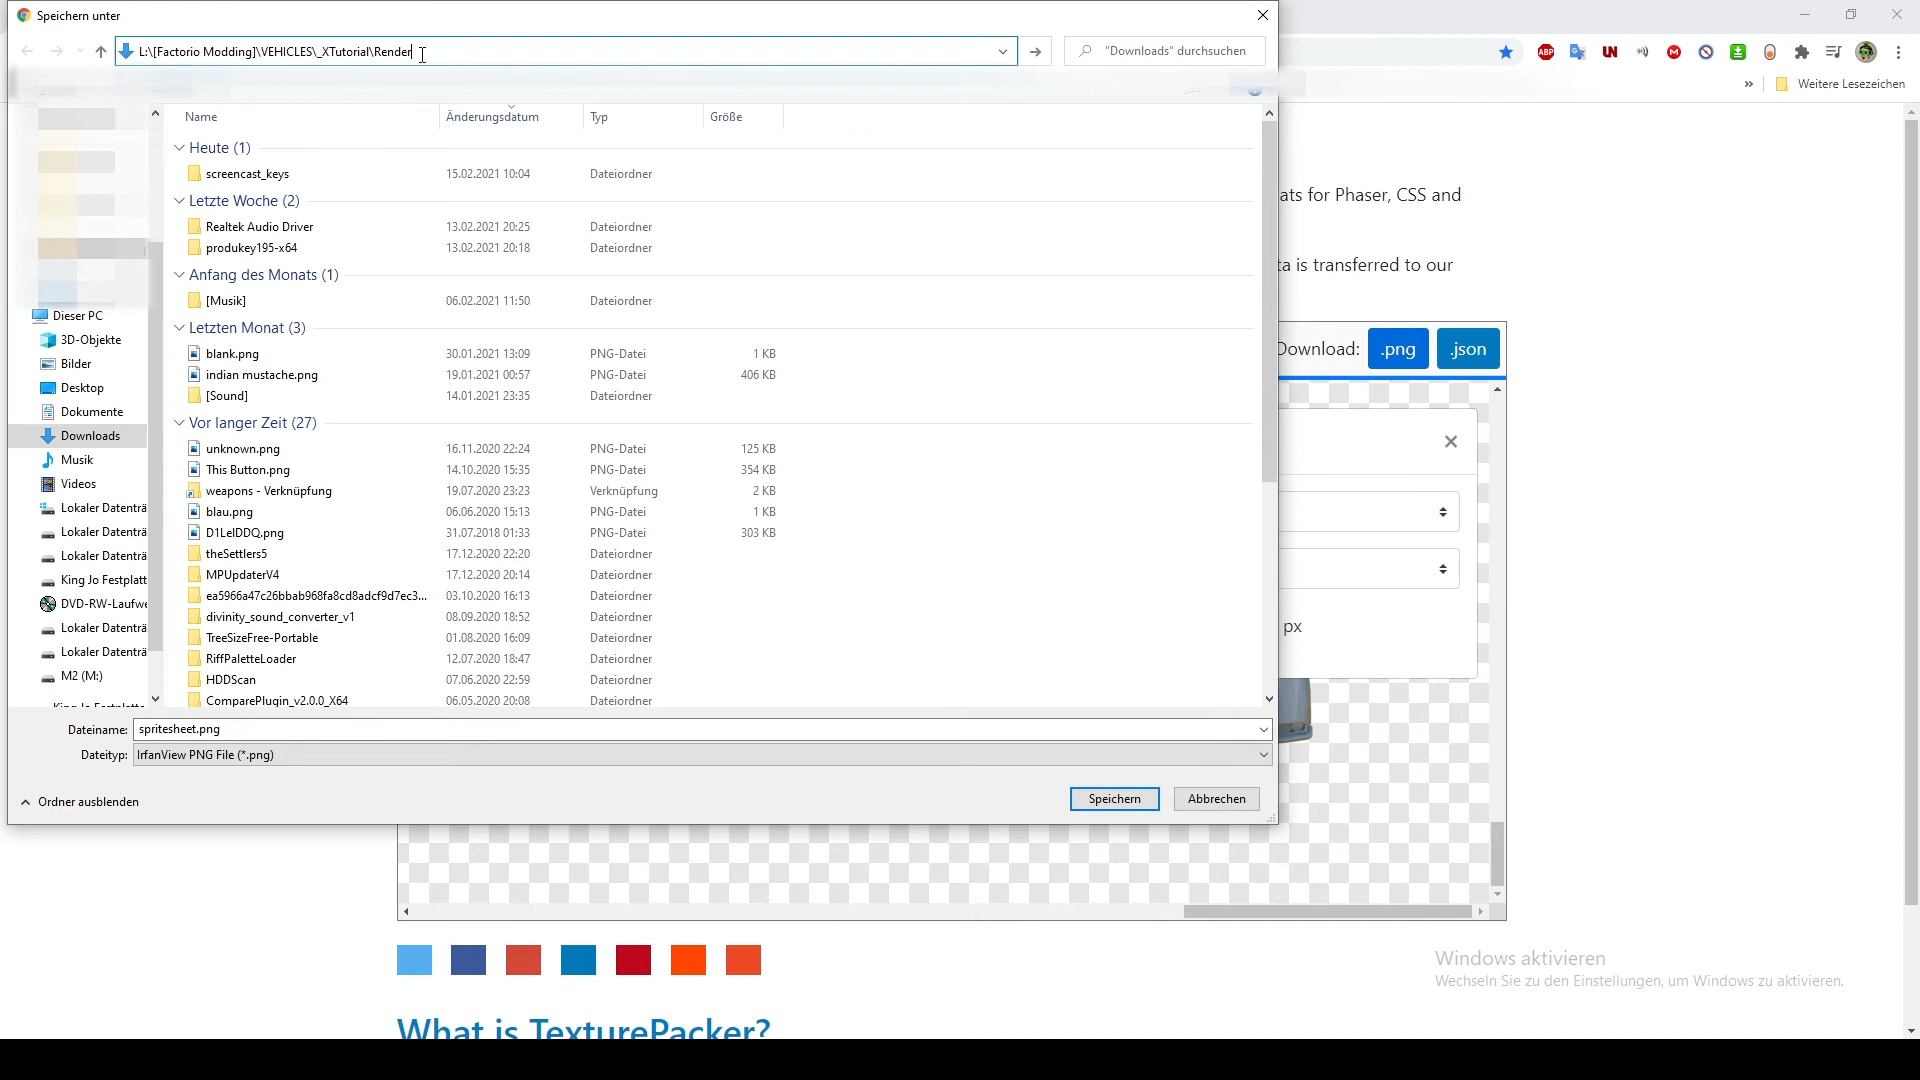 Speichern unter
L:\[Factorio Modding]\VEHICLES\_XTutorial\Render
"Downloads" durchsuchen
ABP
UN
Weitere Lesezeichen
Name Änderungsdatum Typ Größe
Heute (1)
screencast_keys 15.02.2021 10:04 Dateiordner
Letzte Woche (2)
Realtek Audio Driver 13.02.2021 20:25 Dateiordner
produkey195-x64 13.02.2021 20:18 Dateiordner
Anfang des Monats (1)
[Musik] 06.02.2021 11:50 Dateiordner
Letzten Monat (3)
blank.png 30.01.2021 13:09 PNG-Datei 1 KB
indian mustache.png 19.01.2021 00:57 PNG-Datei 406 KB
[Sound] 14.01.2021 23:35 Dateiordner
Vor langer Zeit (27)
unknown.png 16.11.2020 22:24 PNG-Datei 125 KB
This Button.png 14.10.2020 15:35 PNG-Datei 354 KB
weapons - Verknüpfung 19.07.2020 23:23 Verknüpfung 2 KB
blau.png 06.06.2020 15:13 PNG-Datei 1 KB
D1LelDDQ.png 31.07.2018 01:33 PNG-Datei 303 KB
theSettlers5 17.12.2020 22:20 Dateiordner
MPUpdaterV4 17.12.2020 20:14 Dateiordner
ea5966a47c26bbab968fa8cd8adcf9d7ec3... 03.10.2020 16:13 Dateiordner
divinity_sound_converter_v1 08.09.2020 18:52 Dateiordner
TreeSizeFree-Portable 01.08.2020 16:09 Dateiordner
RiffPaletteLoader 12.07.2020 18:47 Dateiordner
HDDScan 07.06.2020 22:59 Dateiordner
ComparePlugin_v2.0.0_X64 06.05.2020 20:08 Dateiordner
Dieser PC
3D-Objekte
Bilder
Desktop
Dokumente
Downloads
Musik
Videos
Lokaler Datenträ
Lokaler Datenträ
Lokaler Datenträ
King Jo Festplatt
DVD-RW-Laufwe
Lokaler Datenträ
Lokaler Datenträ
M2 (M:)
Dateiname: spritesheet.png
Dateityp: IrfanView PNG File (*.png)
Ordner ausblenden
Speichern Abbrechen
ats for Phaser, CSS and
ta is transferred to our
Download: .png .json
px
Windows aktivieren
Wechseln Sie zu den Einstellungen, um Windows zu aktivieren.
What is TexturePacker?